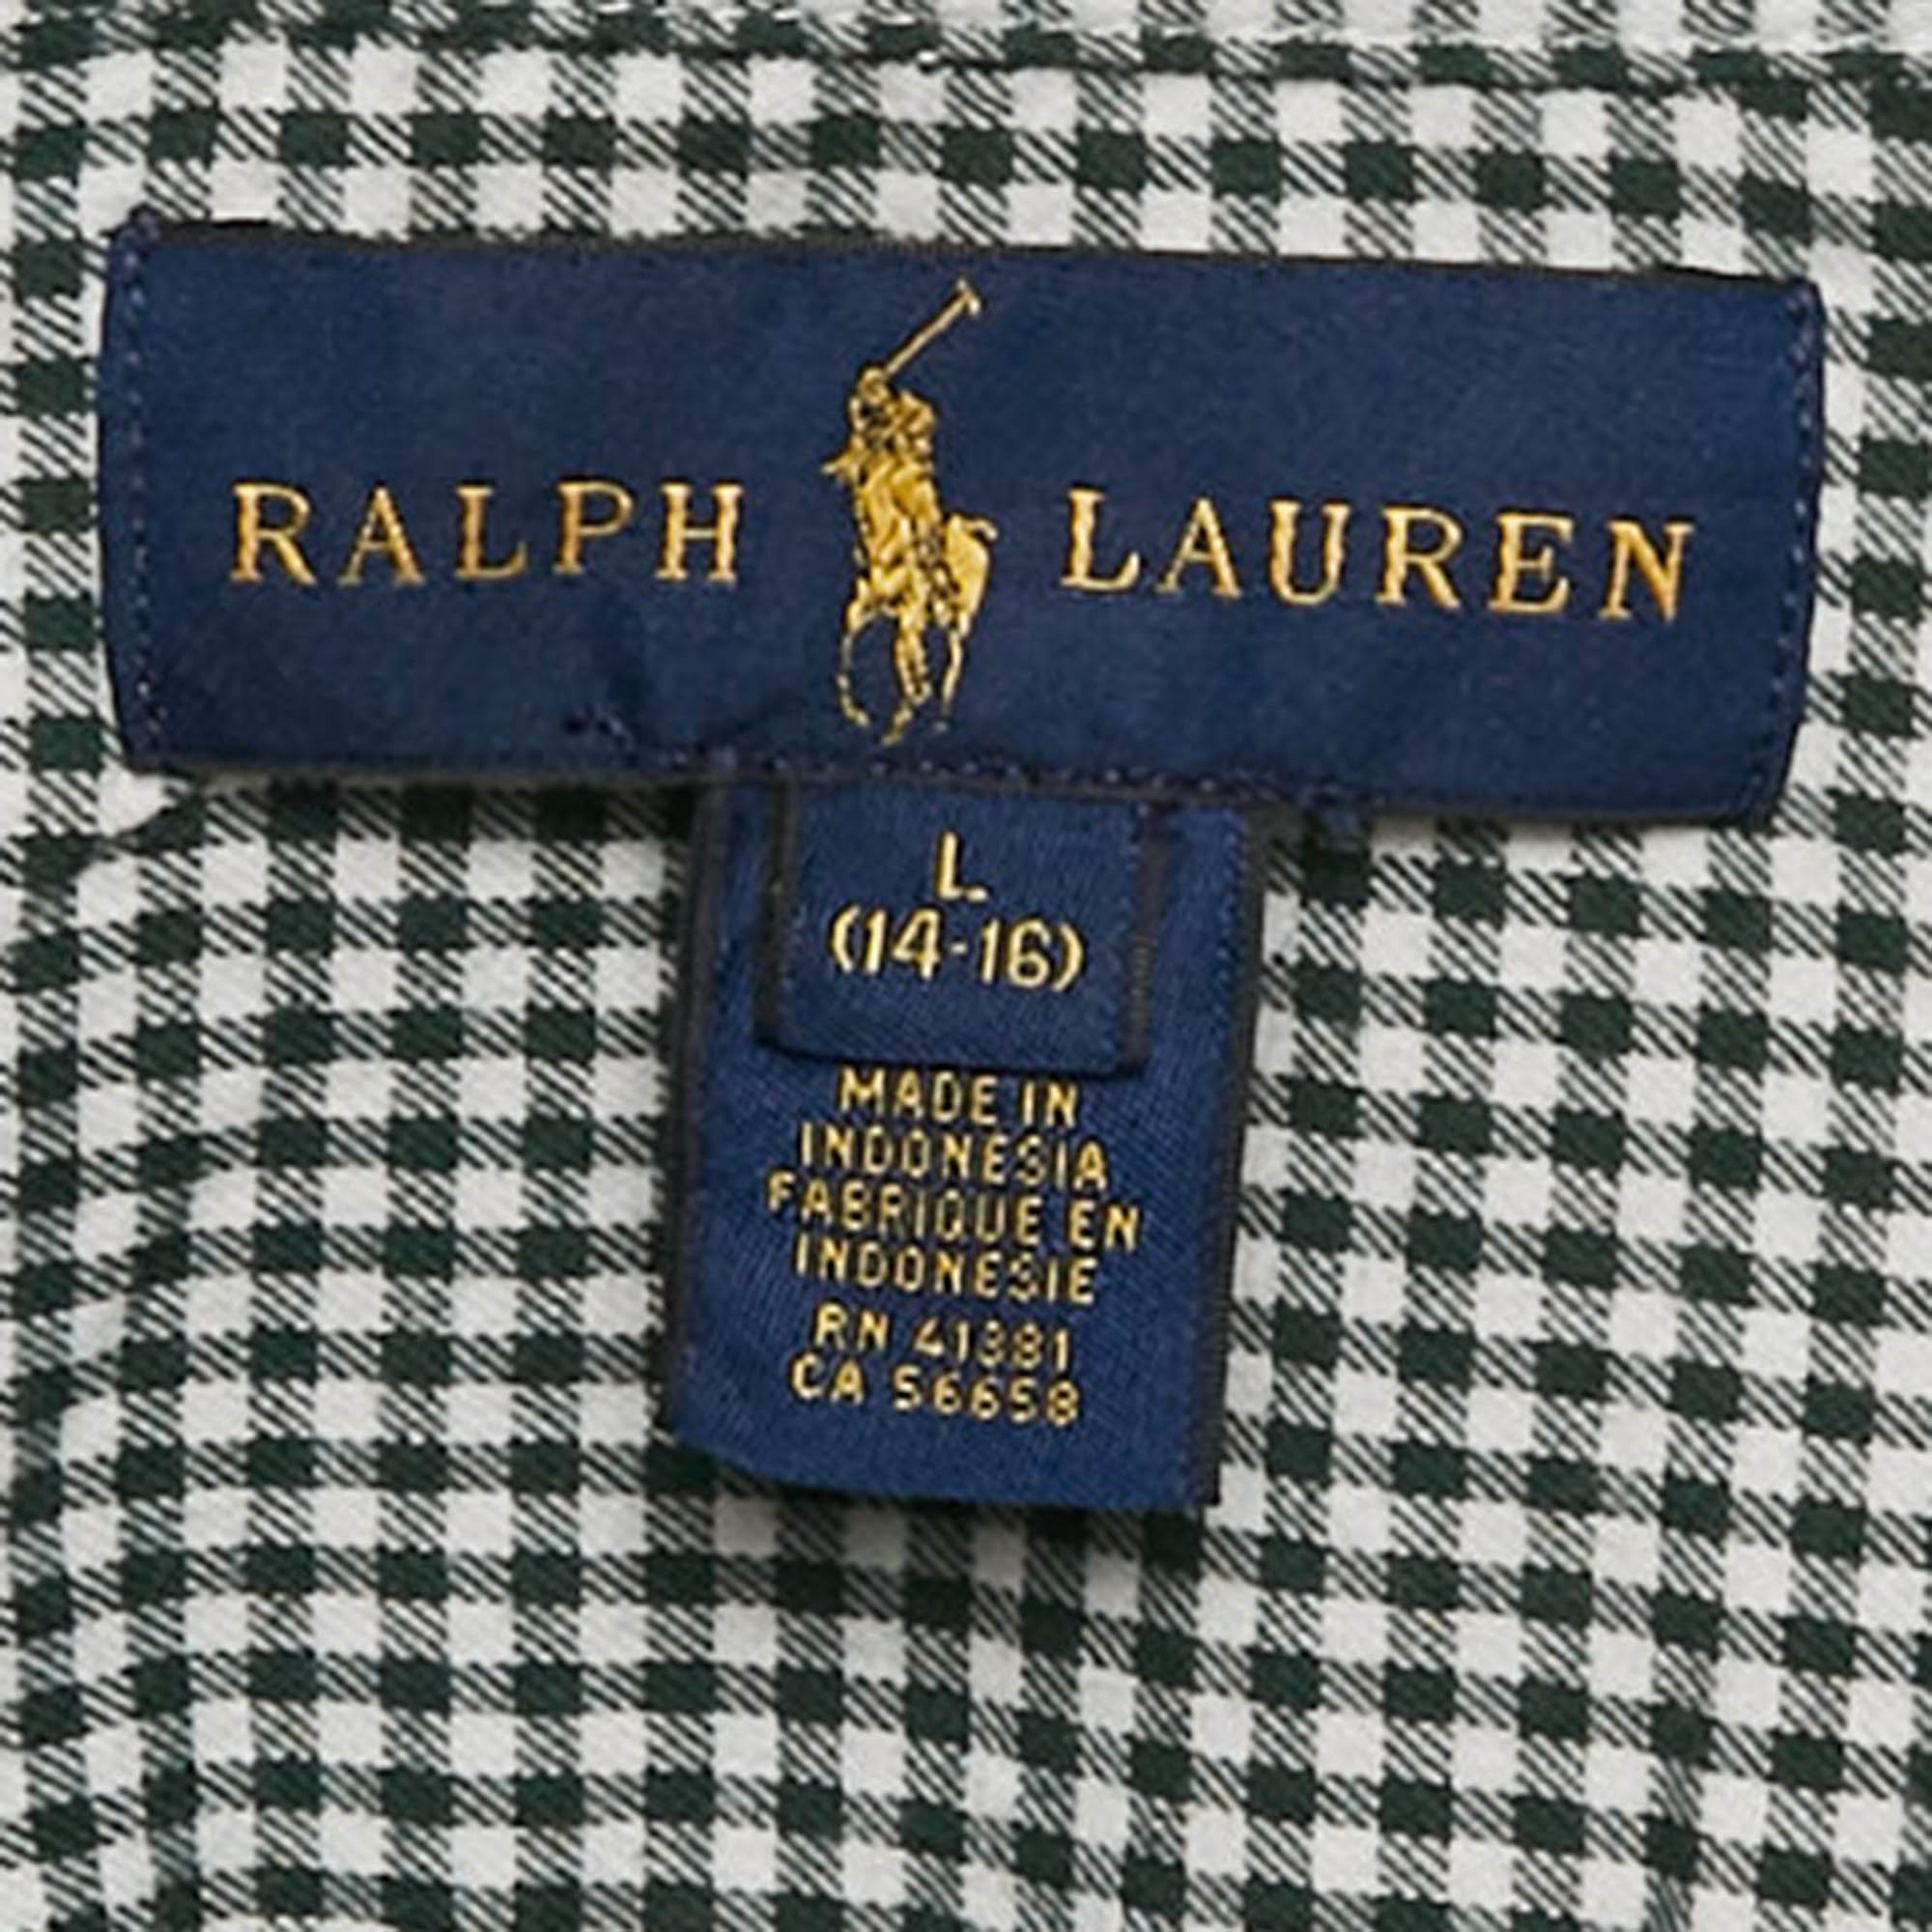 RALPH LAUREN
L
(14-16)
MADE IN
INDONESIA
FABRIQUE EN
INDONESIE
RN 41381
CA 56658